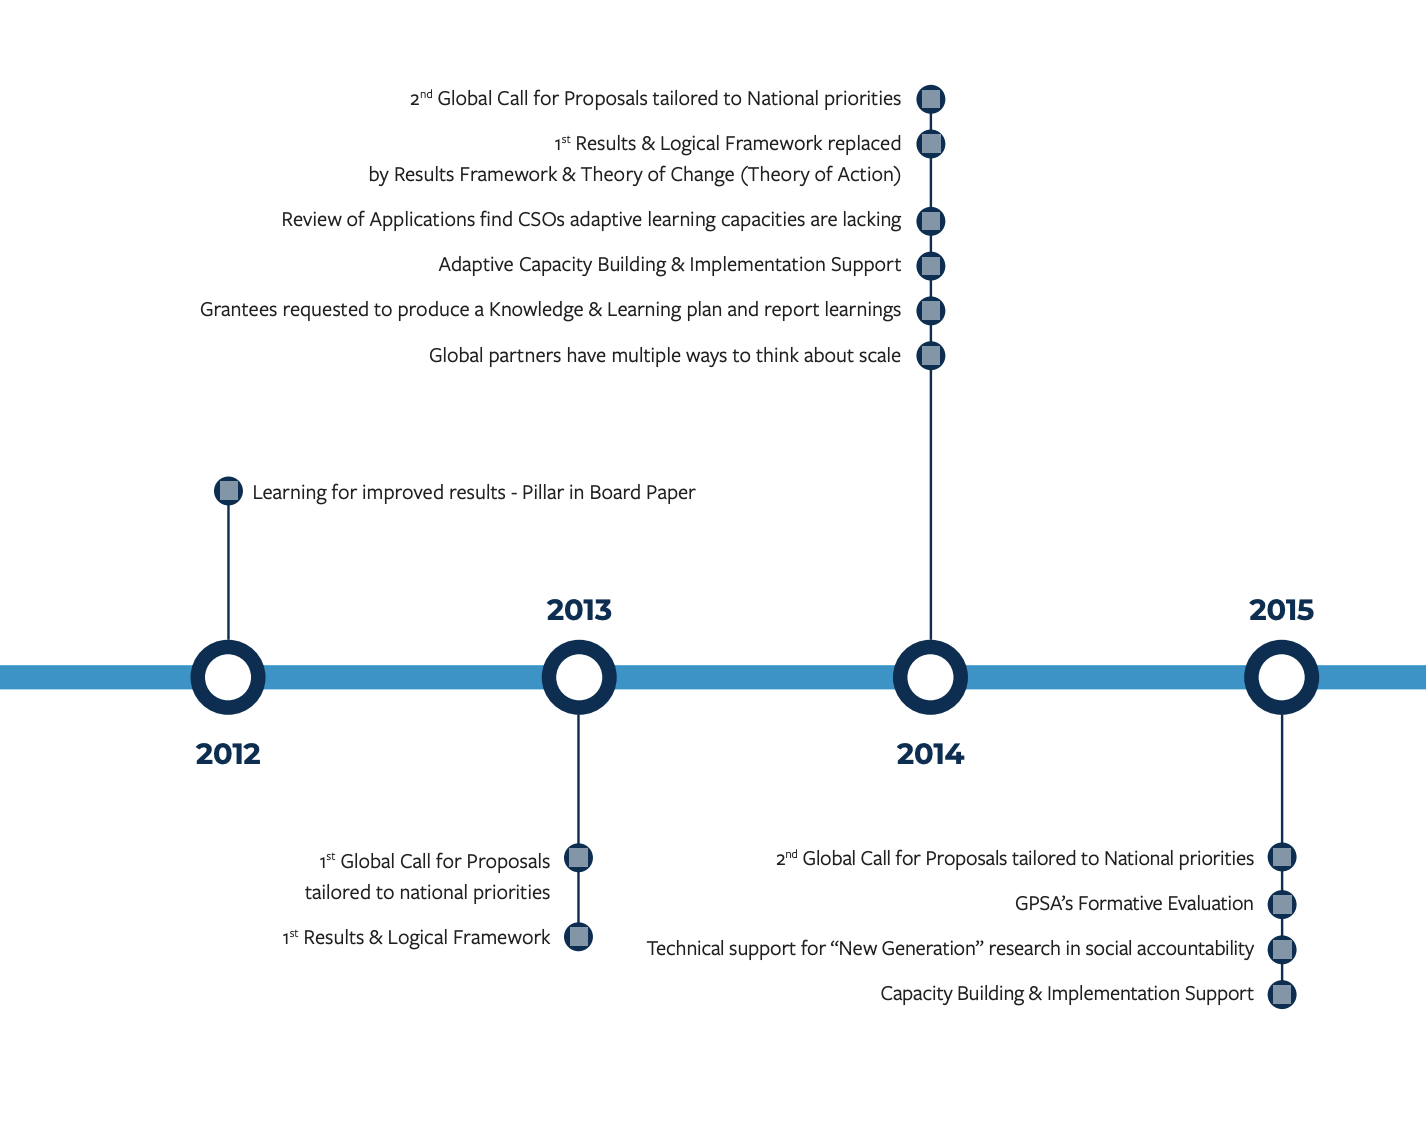 2nd Global Call for Proposals tailored to National priorities
1st Results & Logical Framework replaced
by Results Framework & Theory of Change (Theory of Action)
Review of Applications find CSOs adaptive learning capacities are lacking
Adaptive Capacity Building & Implementation Support
Grantees requested to produce a Knowledge & Learning plan and report learnings
Global partners have multiple ways to think about scale
Learning for improved results - Pillar in Board Paper
2013
2015
2012
2014
1st Global Call for Proposals
tailored to national priorities
1st Results & Logical Framework
2nd Global Call for Proposals tailored to National priorities
GPSA’s Formative Evaluation
Technical support for “New Generation” research in social accountability
Capacity Building & Implementation Support